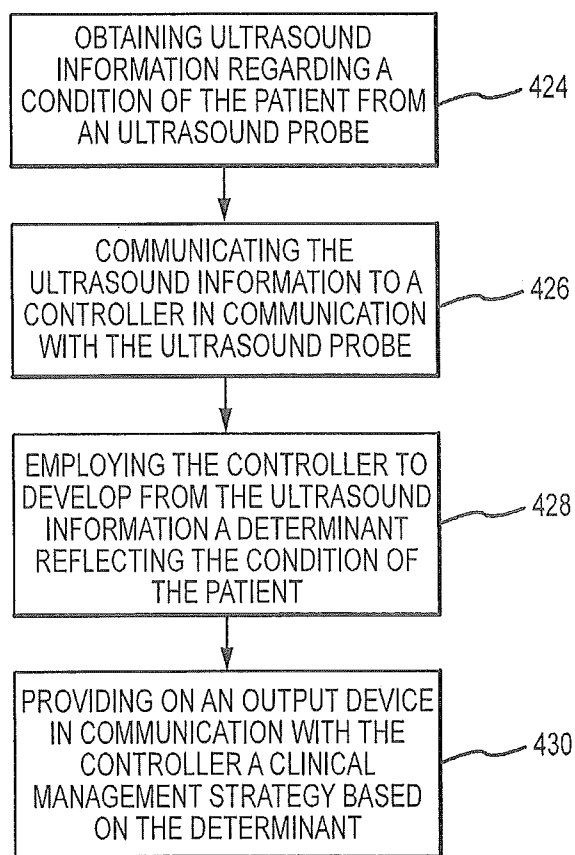 OBTAINING ULTRASOUND
INFORMATION REGARDING A
CONDITION OF THE PATIENT FROM
AN ULTRASOUND PROBE
424
COMMUNICATING THE
ULTRASOUND INFORMATION TO A
CONTROLLER IN COMMUNICATION
WITH THE ULTRASOUND PROBE
426
EMPLOYING THE CONTROLLER TO
DEVELOP FROM THE ULTRASOUND
INFORMATION A DETERMINANT
REFLECTING THE CONDITION OF
THE PATIENT
428
PROVIDING ON AN OUTPUT DEVICE
IN COMMUNICATION WITH THE
CONTROLLER A CLINICAL
MANAGEMENT STRATEGY BASED
ON THE DETERMINANT
430